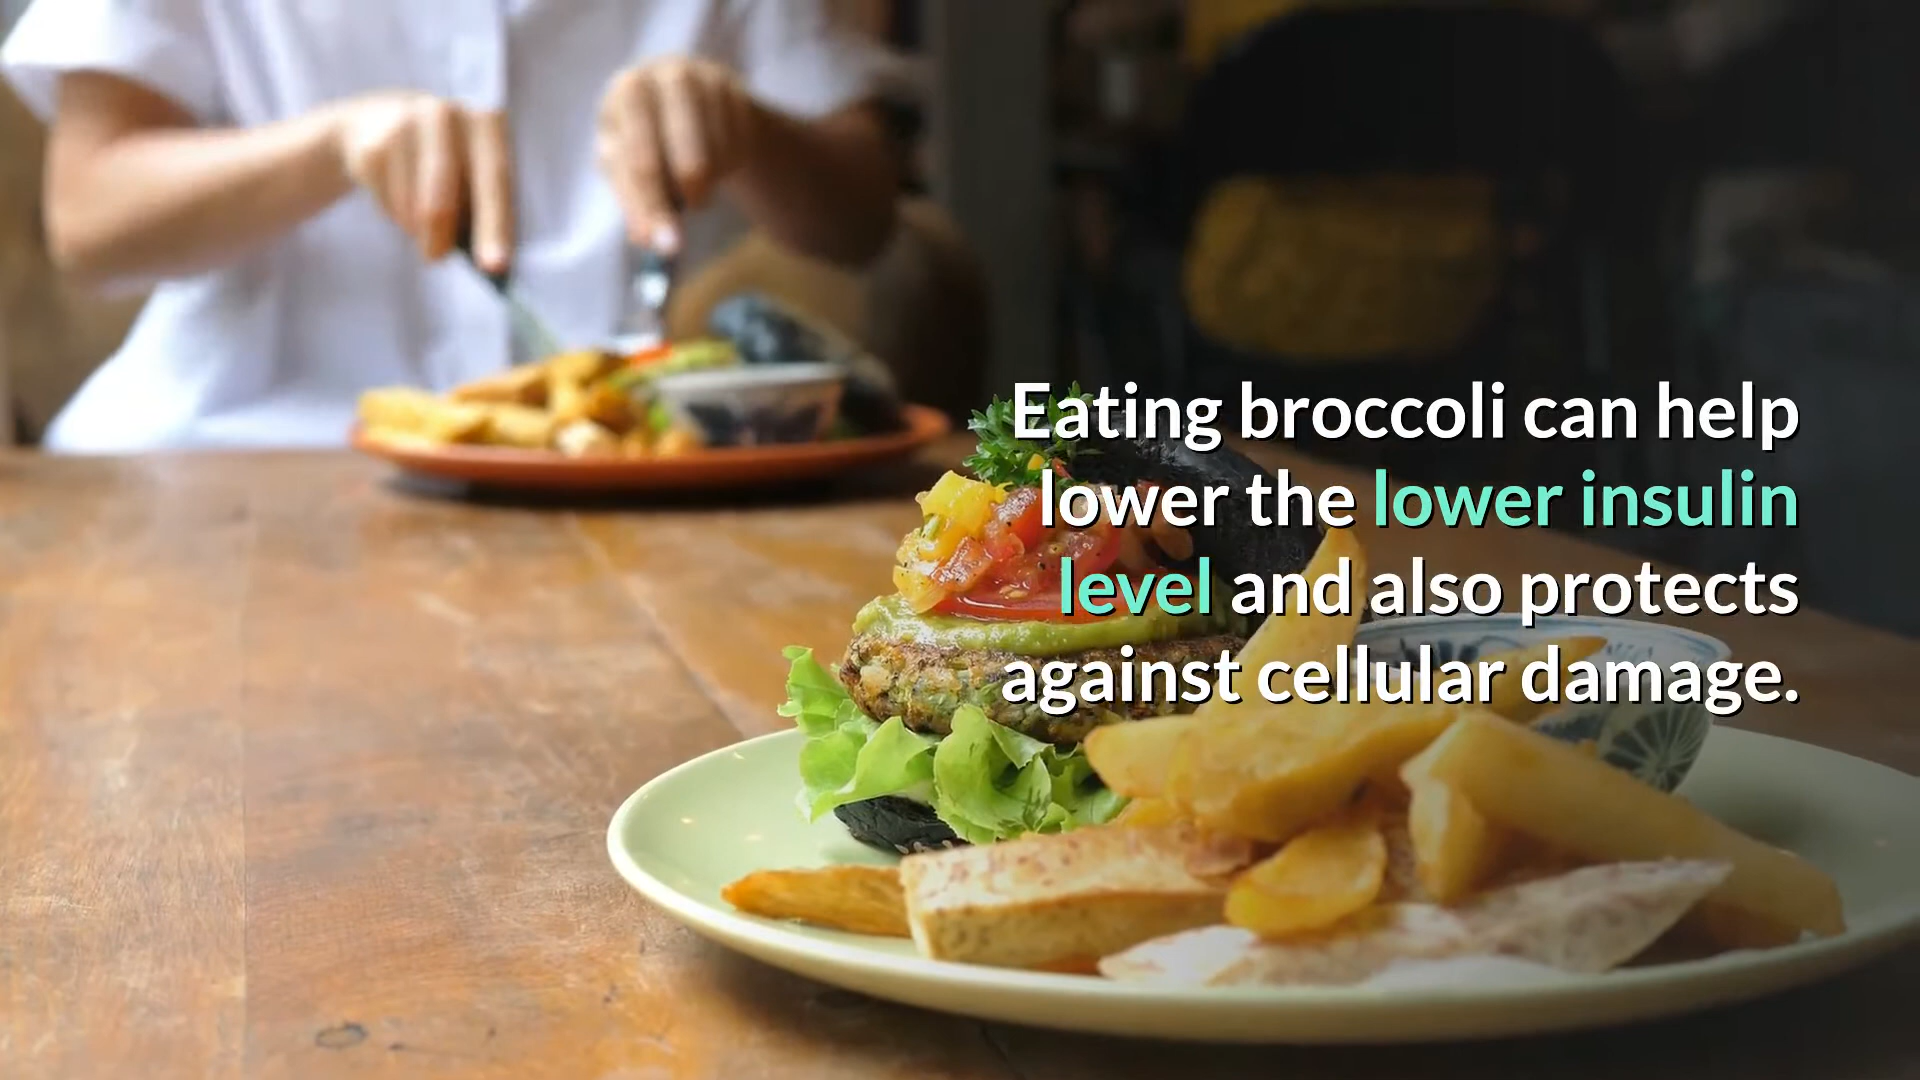 Eating broccoli can help
lower the lower insulin
level and also protects
against cellular damage.